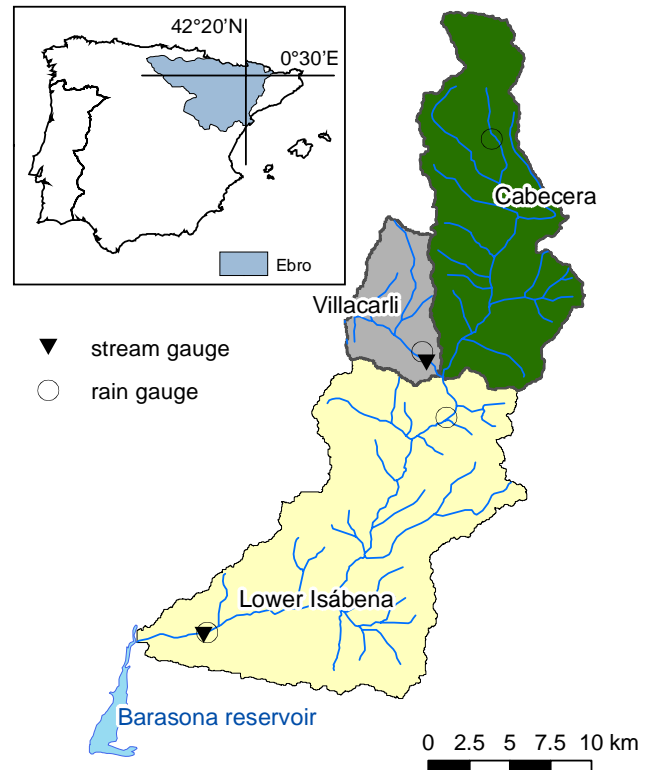 42°20'N
0°30'E
Ebro
Cabecera
Villacarli
stream gauge
rain gauge
Lower Isábena
Barasona reservoir
0 2.5 5 7.5 10 km